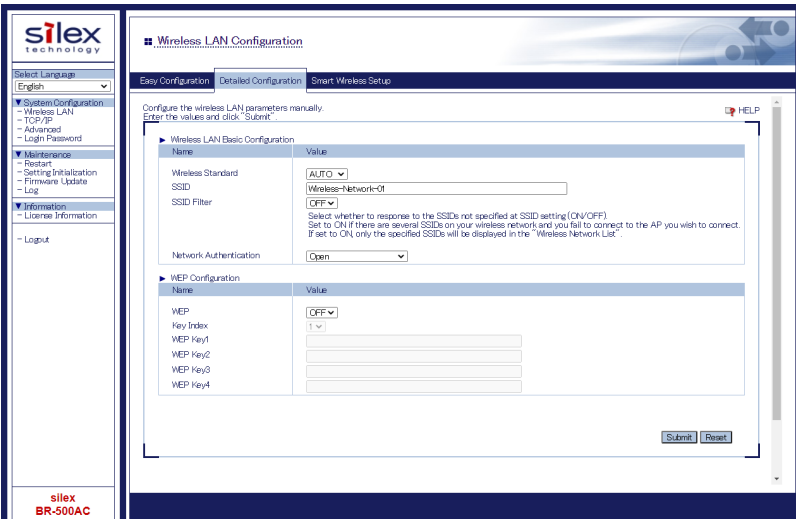 silex
technology
Select Language
English
▼ System Configuration
- Wireless LAN
- TCP/IP
- Advanced
- Login Password
▼ Maintenance
- Restart
- Setting Initialization
- Firmware Update
- Log
▼ Information
- License Information
- Logout
silex
BR-500AC
Wireless LAN Configuration
Easy Configuration Detailed Configuration Smart Wireless Setup
Configure the wireless LAN parameters manually.
Enter the values and click "Submit".
HELP
► Wireless LAN Basic Configuration
Name Value
Wireless Standard AUTO
SSID Wireless-Network-01
SSID Filter OFF
Select whether to response to the SSIDs not specified at SSID setting (ON/OFF).
Set to ON if there are several SSIDs on your wireless network and you fail to connect to the AP you wish to connect.
If set to ON, only the specified SSIDs will be displayed in the "Wireless Network List".
Network Authentication Open
► WEP Configuration
Name Value
WEP OFF
Key Index 1
WEP Key1
WEP Key2
WEP Key3
WEP Key4
Submit Reset